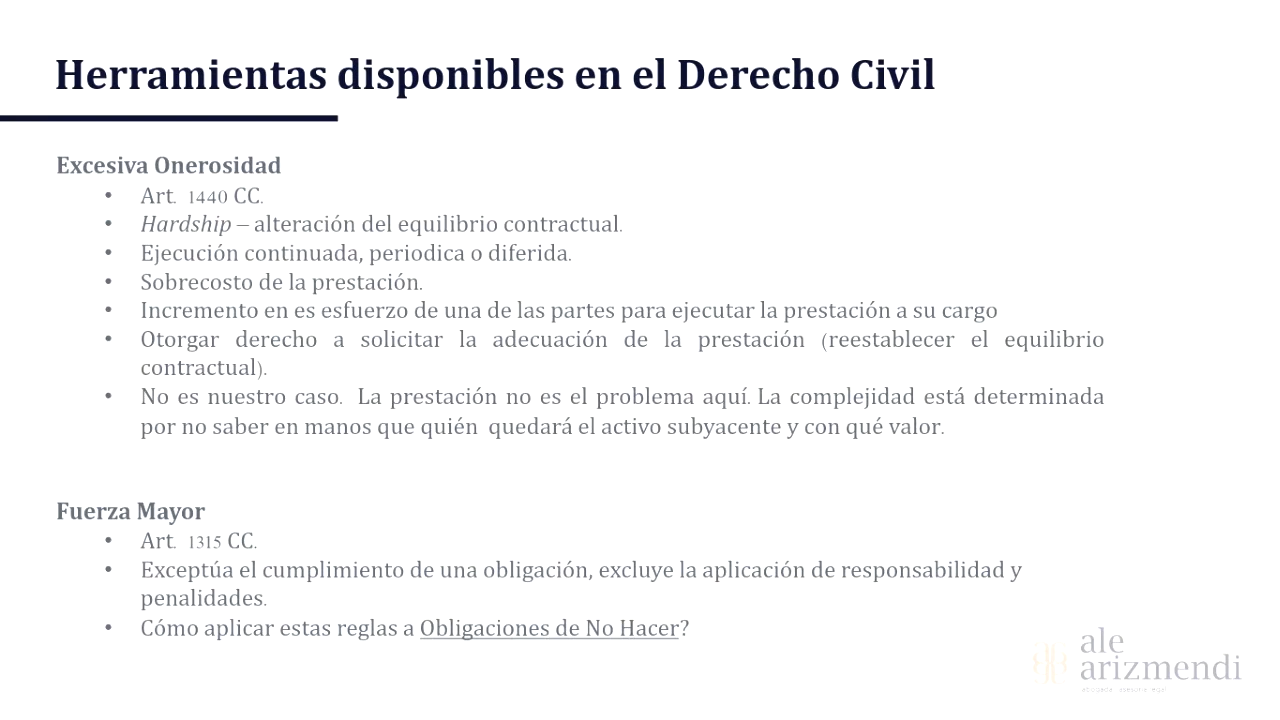 Herramientas disponibles en el Derecho Civil
Excesiva Onerosidad
• Art. 1440 CC.
• Hardship – alteración del equilibrio contractual.
• Ejecución continuada, periodica o diferida.
• Sobrecosto de la prestación.
• Incremento en es esfuerzo de una de las partes para ejecutar la prestación a su cargo
• Otorgar derecho a solicitar la adecuación de la prestación (reestablecer el equilibrio
contractual).
• No es nuestro caso. La prestación no es el problema aquí. La complejidad está determinada
por no saber en manos que quién quedará el activo subyacente y con qué valor.
Fuerza Mayor
• Art. 1315 CC.
• Exceptúa el cumplimiento de una obligación, excluye la aplicación de responsabilidad y
penalidades.
• Cómo aplicar estas reglas a Obligaciones de No Hacer?
ale
arizmendi